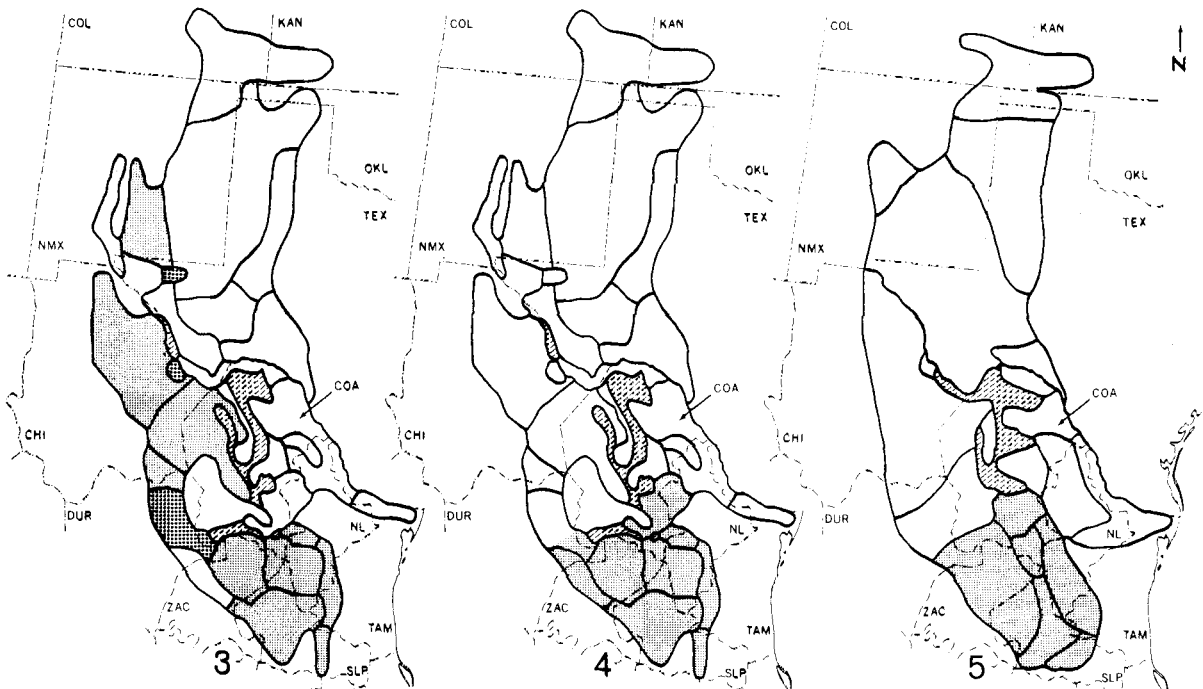 COL
KAN
OKL
TEX
NMX
COA
CHI
DUR
NL
ZAC
TAM
SLP
3
COL
KAN
OKL
TEX
NMX
COA
CHI
DUR
NL
ZAC
TAM
SLP
4
COL
KAN
N
OKL
TEX
NMX
COA
CHI
DUR
NL
ZAC
TAM
SLP
5